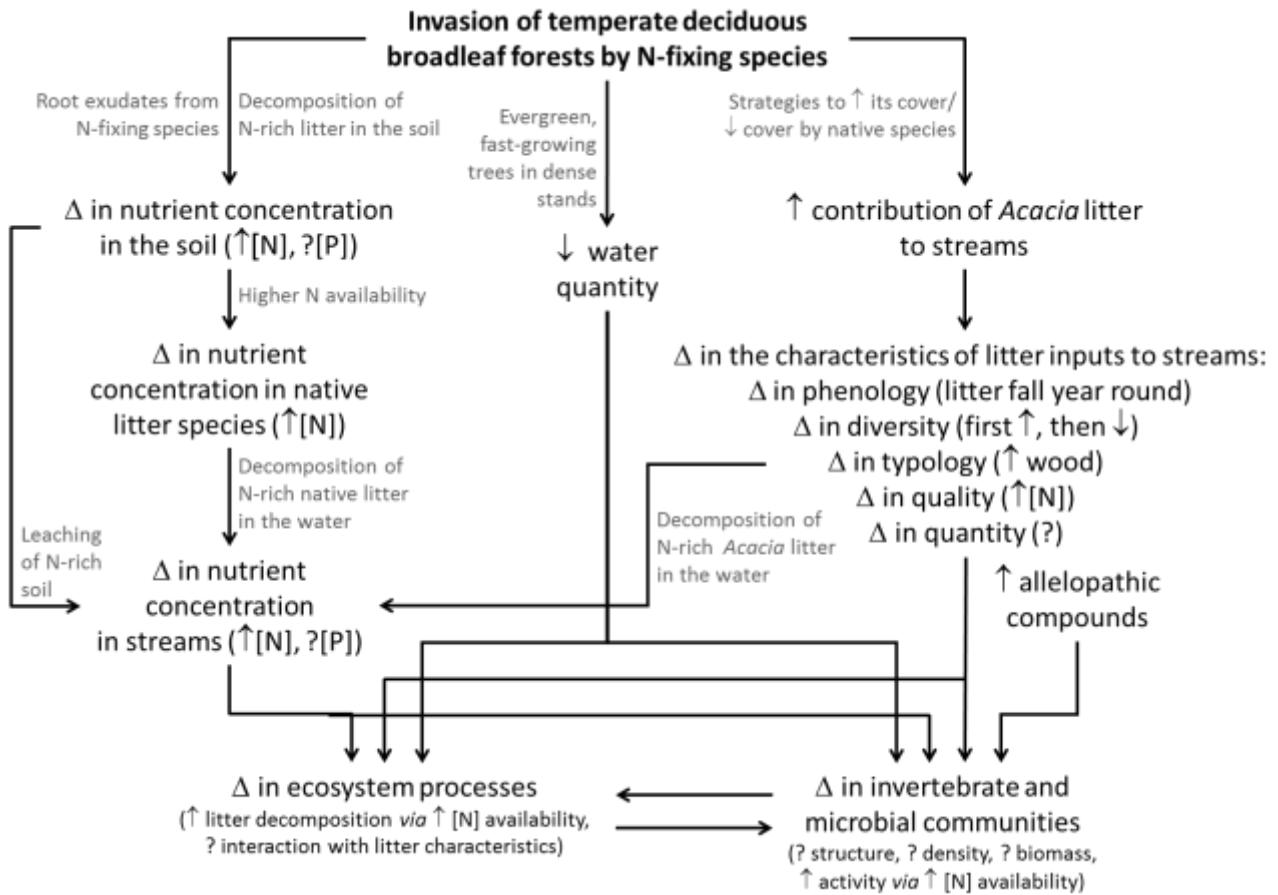 Invasion of temperate deciduous
broadleaf forests by N-fixing species
Root exudates from
N-fixing species
Decomposition of
N-rich litter in the soil
Evergreen,
fast-growing
trees in dense
stands
Strategies to ↑ its cover/
↓ cover by native species
Δ in nutrient concentration
in the soil (↑[N], ?[P])
↓ water
quantity
↑ contribution of Acacia litter
to streams
Higher N availability
Δ in nutrient
concentration in native
litter species (↑[N])
Δ in the characteristics of litter inputs to streams:
Δ in phenology (litter fall year round)
Δ in diversity (first ↑, then ↓)
Δ in typology (↑ wood)
Δ in quality (↑[N])
Δ in quantity (?)
Decomposition of
N-rich native litter
in the water
Leaching
of N-rich
soil
Decomposition of
N-rich Acacia litter
in the water
Δ in nutrient
concentration
in streams (↑[N], ?[P])
↑ allelopathic
compounds
Δ in ecosystem processes
(↑ litter decomposition via ↑ [N] availability,
? interaction with litter characteristics)
Δ in invertebrate and
microbial communities
(? structure, ? density, ? biomass,
↑ activity via ↑ [N] availability)